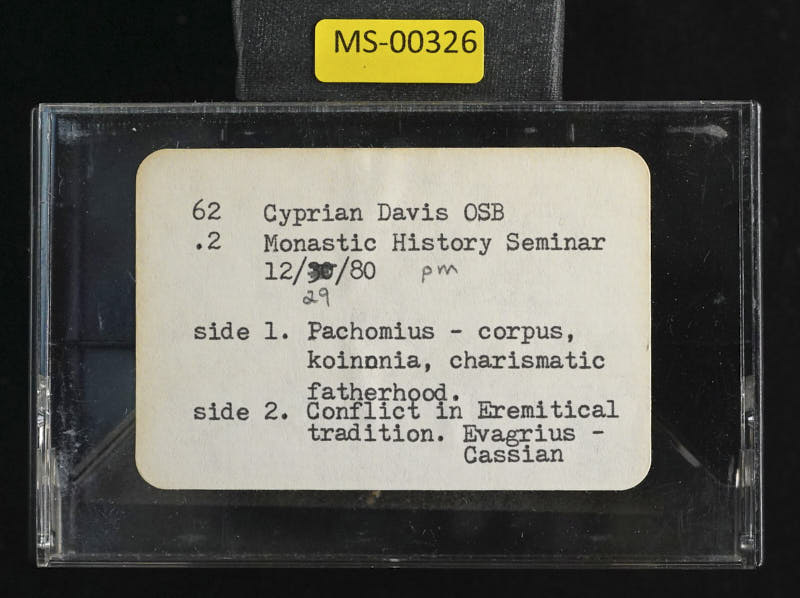 MS-00326
62 Cyprian Davis OSB
.2 Monastic History Seminar
12/30/80 pm
29
side 1. Pachomius - corpus,
koinonia, charismatic
fatherhood.
side 2. Conflict in Eremitical
tradition. Evagrius -
Cassian